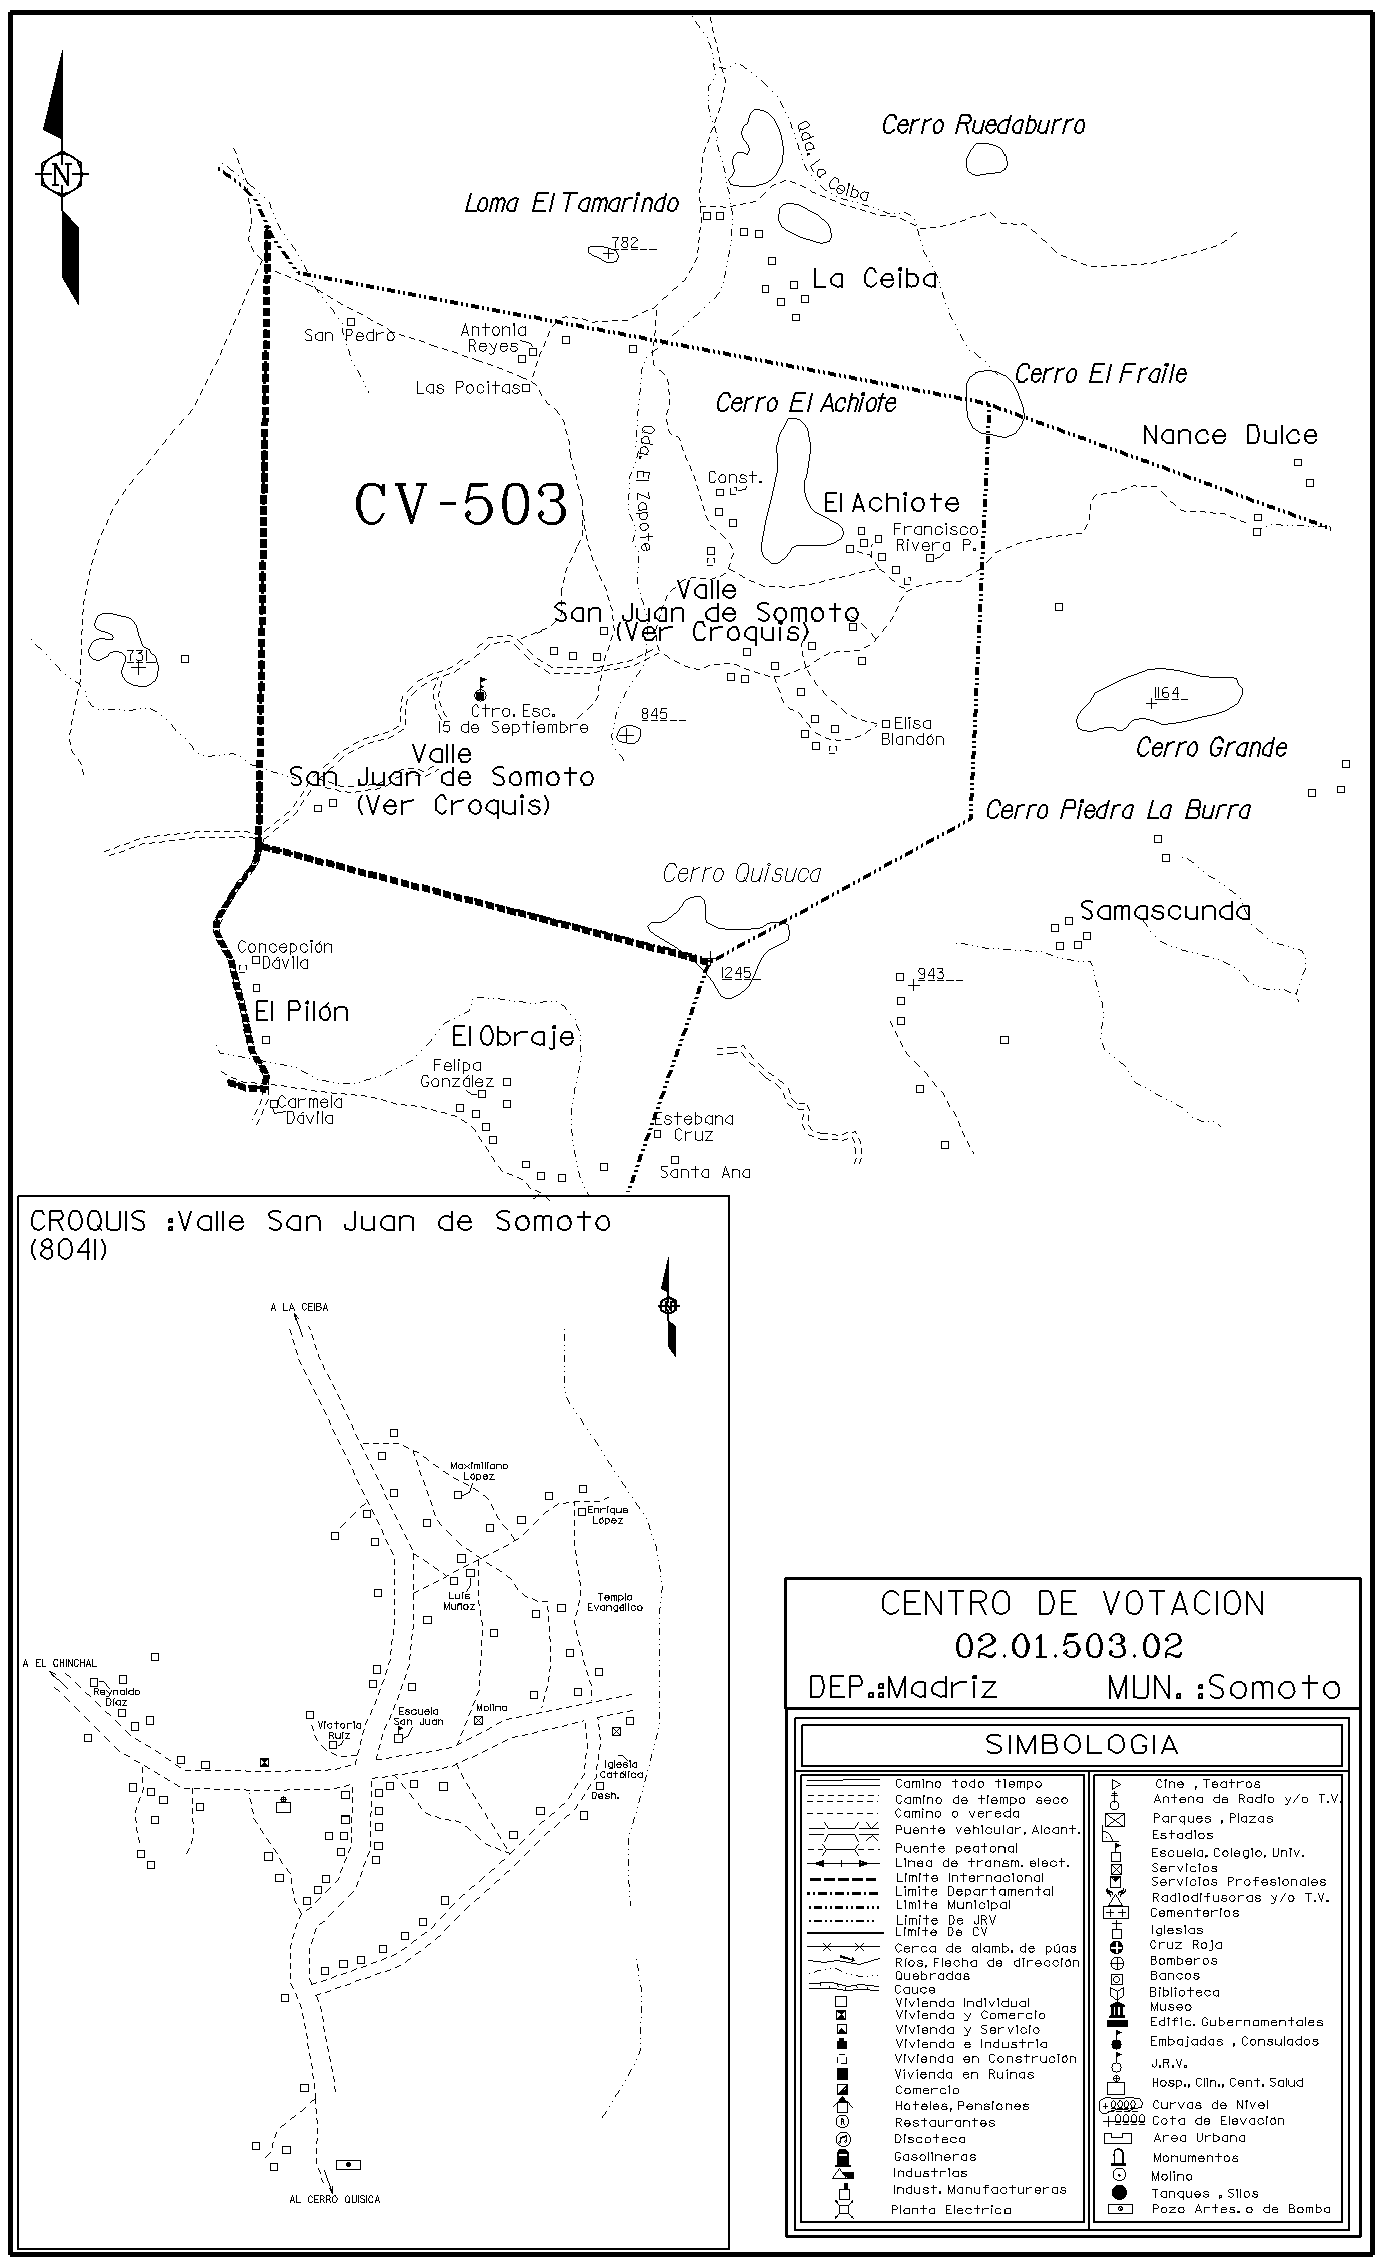 N
Cerro Ruedaburro
Qda. La Ceiba
Loma El Tamarindo
782
La Ceiba
San Pedro
Antonia
Reyes
Las Pocitas
Cerro El Fraile
Cerro El Achiote
Nance Dulce
Qda. El Zapote
Const.
CV-503
El Achiote
Francisco
Rivera P.
Valle
San Juan de Somoto
(Ver Croquis)
731
1164
845
Ctro. Esc.
15 de Septiembre
Elisa
Blandón
Cerro Grande
Valle
San Juan de Somoto
(Ver Croquis)
Cerro Piedra La Burra
Cerro Quisuca
Samascunda
Concepción
Dávila
1245
943
El Pilón
El Obraje
Felipa
González
Carmela
Dávila
Estebana
Cruz
Santa Ana
CROQUIS :Valle San Juan de Somoto
(8041)
N
A LA CEIBA
Maximiliano
López
Enrique
López
Luis
Muñoz
Templo
Evangélico
A EL CHINCHAL
Reynaldo
Díaz
Victoria
Ruíz
Escuela
San Juan
Molino
Iglesia
Católica
Desh.
AL CERRO QUISICA
CENTRO DE VOTACION
02.01.503.02
DEP.:Madriz MUN. :Somoto
SIMBOLOGIA
Camino todo tiempo
Camino de tiempo seco
Camino o vereda
Puente vehicular, Alcant.
Puente peatonal
Linea de transm. elect.
Limite Internacional
Limite Departamental
Limite Municipal
Limite De JRV
Limite De CV
Cerca de alamb. de púas
Ríos, Flecha de dirección
Quebradas
Cauce
Vivienda Individual
Vivienda y Comercio
Vivienda y Servicio
Vivienda e Industria
Vivienda en Construción
Vivienda en Ruinas
Comercio
Hoteles, Pensiones
R Restaurantes
Discoteca
Gasolineras
Industrias
Indust. Manufactureras
Planta Electrica
Cine , Teatros
Antena de Radio y/o T.V.
Parques , Plazas
Estadios
Escuela, Colegio, Univ.
Servicios
Servicios Profesionales
Radiodifusoras y/o T.V.
Cementerios
Iglesias
Cruz Roja
Bomberos
Bancos
Biblioteca
Museo
Edific. Gubernamentales
Embajadas , Consulados
J.R.V.
Hosp., Clin., Cent. Salud
Curvas de Nivel
Cota de Elevación
Area Urbana
Monumentos
Molino
Tanques , Silos
Pozo Artes. o de Bomba